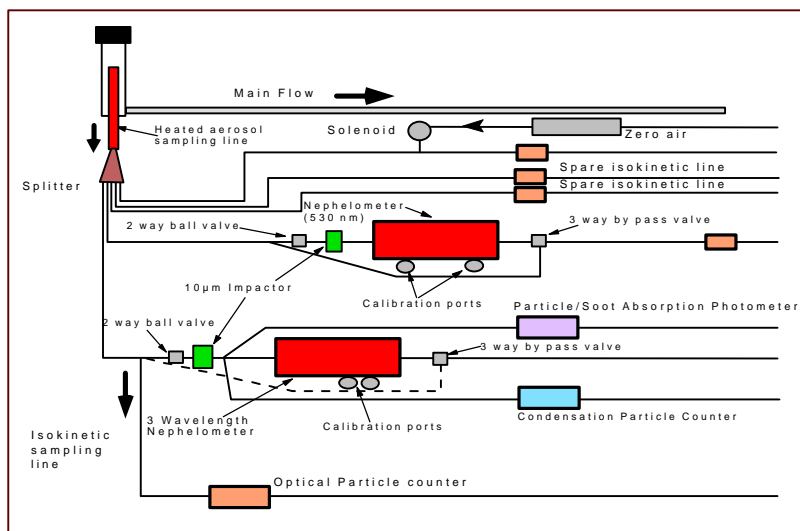 Main Flow
Heated aerosol
sampling line
Solenoid
Zero air
Splitter
Spare isokinetic line
Spare isokinetic line
Nephelometer
(530 nm)
2 way ball valve
3 way by pass valve
10µm Impactor
Calibration ports
Particle/Soot Absorption Photometer
2 way ball valve
3 way by pass valve
3 Wavelength
Nephelometer
Calibration ports
Condensation Particle Counter
Isokinetic
sampling
line
Optical Particle counter